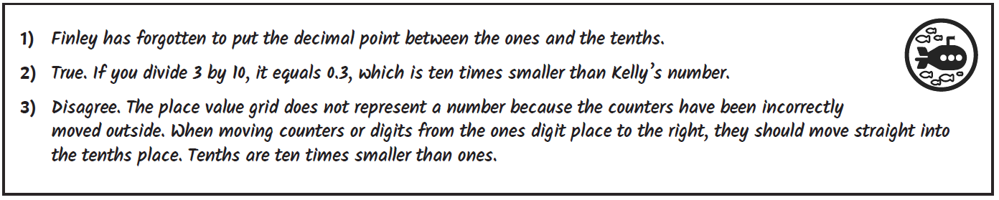 1) Finley has forgotten to put the decimal point between the ones and the tenths.
2) True. If you divide 3 by 10, it equals 0.3, which is ten times smaller than Kelly's number.
3) Disagree. The place value grid does not represent a number because the counters have been incorrectly
moved outside. When moving counters or digits from the ones digit place to the right, they should move straight into
the tenths place. Tenths are ten times smaller than ones.